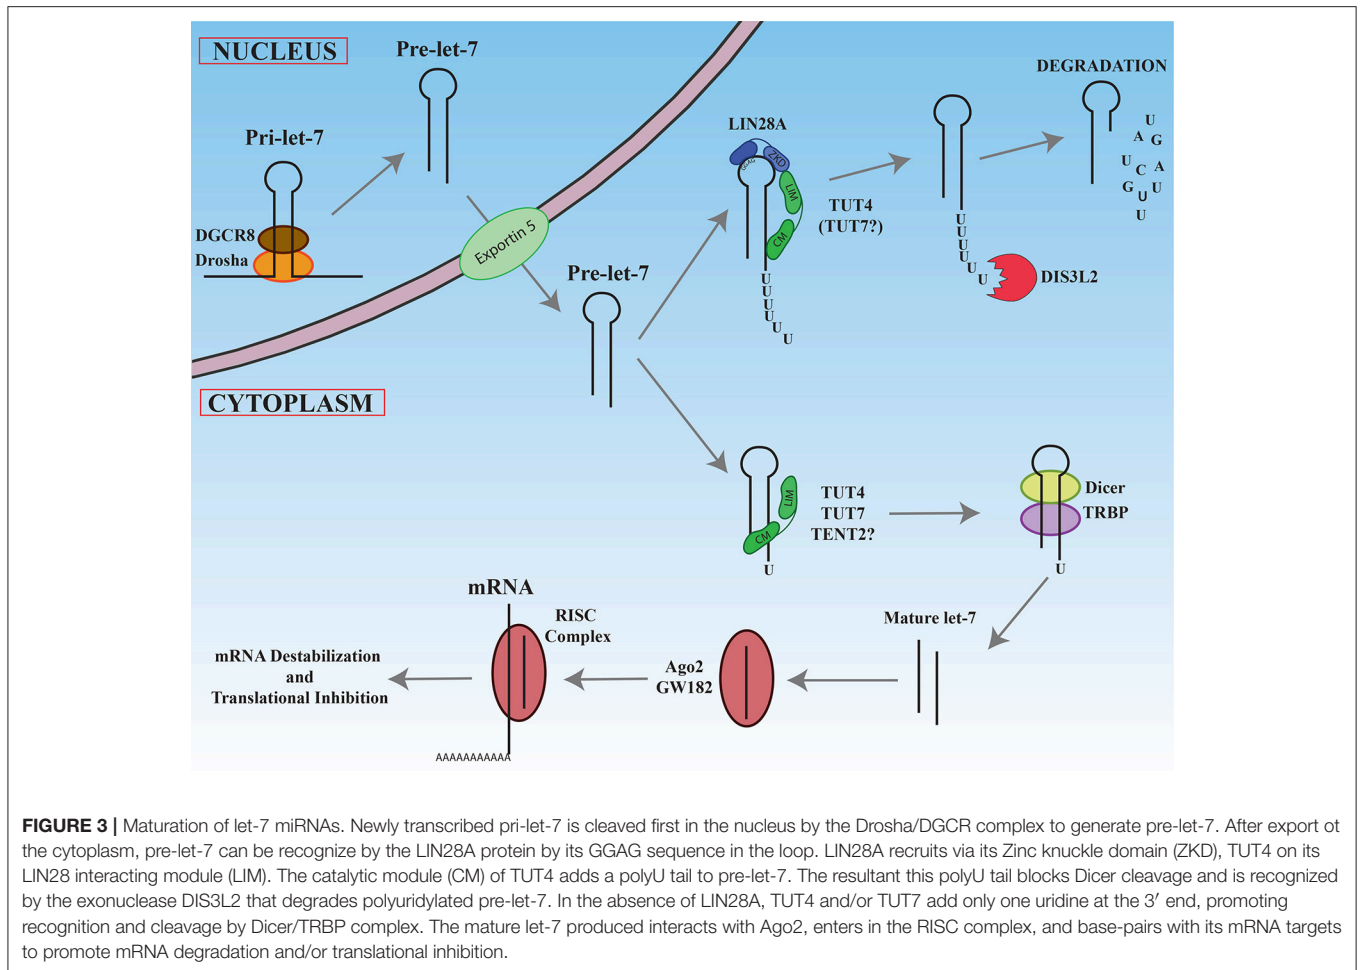 NUCLEUS
Pre-let-7
Pri-let-7
DGCR8
Drosha
Exportin 5
Pre-let-7
CYTOPLASM
LIN28A
GGAG
ZKD
LIM
CM
U
U
U
U
U
U
TUT4
(TUT7?)
U
U
U
U
U
U
DIS3L2
DEGRADATION
U
A
G
U
C
A
G
U
U
U
U
LIM
CM
U
TUT4
TUT7
TENT2?
Dicer
TRBP
U
Mature let-7
Ago2
GW182
mRNA
RISC
Complex
AAAAAAAAAAA
mRNA Destabilization
and
Translational Inhibition
FIGURE 3 | Maturation of let-7 miRNAs. Newly transcribed pri-let-7 is cleaved first in the nucleus by the Drosha/DGCR complex to generate pre-let-7. After export ot
the cytoplasm, pre-let-7 can be recognize by the LIN28A protein by its GGAG sequence in the loop. LIN28A recruits via its Zinc knuckle domain (ZKD), TUT4 on its
LIN28 interacting module (LIM). The catalytic module (CM) of TUT4 adds a polyU tail to pre-let-7. The resultant this polyU tail blocks Dicer cleavage and is recognized
by the exonuclease DIS3L2 that degrades polyuridylated pre-let-7. In the absence of LIN28A, TUT4 and/or TUT7 add only one uridine at the 3′ end, promoting
recognition and cleavage by Dicer/TRBP complex. The mature let-7 produced interacts with Ago2, enters in the RISC complex, and base-pairs with its mRNA targets
to promote mRNA degradation and/or translational inhibition.